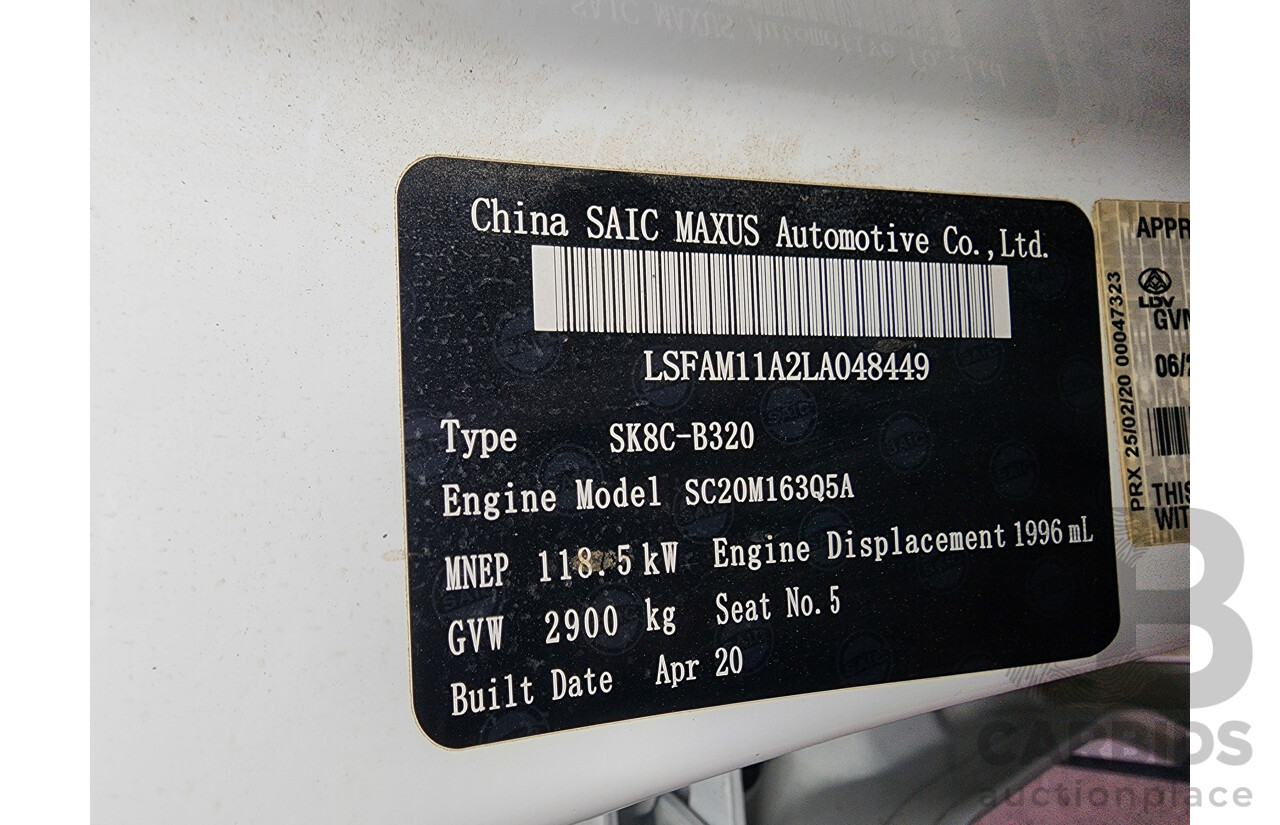 China SAIC MAXUS Automotive Co.,Ltd.
LSFAM11A2LA048449
Type SK8C-B320
Engine Model SC20M163Q5A
MNEP 118.5 kW Engine Displacement 1996 mL
GVW 2900 kg Seat No. 5
Built Date Apr 20
APPR
LDV
GVM
06/2
THIS
WIT
PRX 25/02/20 00047323
CARBIDS
auctionplace